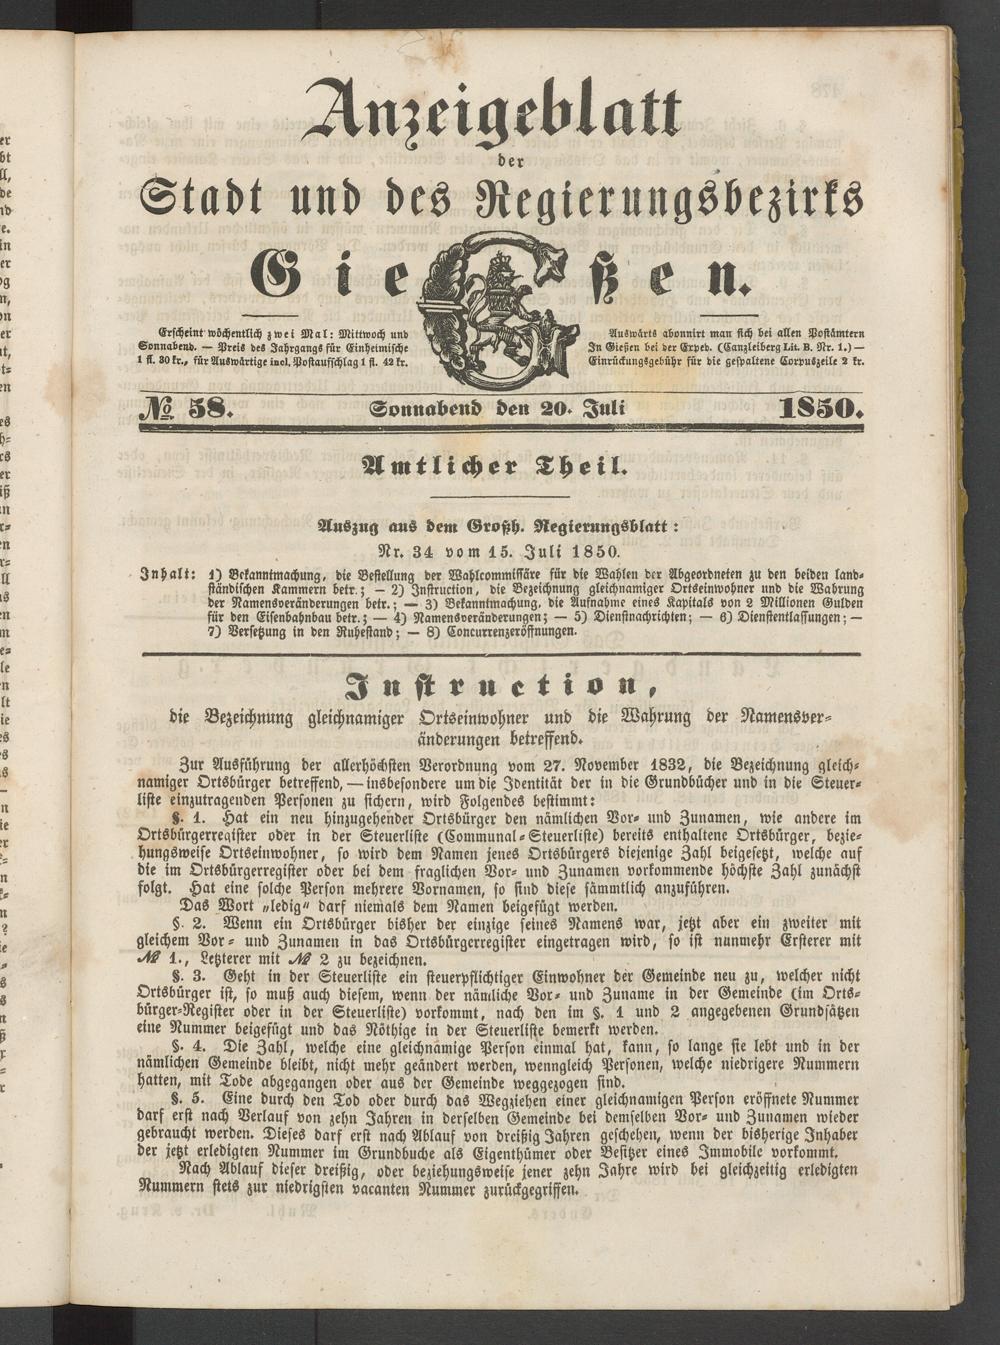 Anzeigeblatt
der
Stadt und des Regierungsbezirks
Gießen.
Erscheint wöchentlich zwei Mal: Mittwoch und
Sonnabend. — Preis des Jahrgangs für Einheimische
1 fl. 30 kr., für Auswärtige incl. Postaufschlag 1 fl. 42 kr.
Auswärts abonnirt man sich bei allen Postämtern
In Gießen bei der Exped. (Canzleiberg Lit. B. Nr. 1.) —
Einrückungsgebühr für die gespaltene Corpuszeile 2 kr.
№ 58. Sonnabend den 20. Juli 1850.
Amtlicher Theil.
Auszug aus dem Großh. Regierungsblatt:
Nr. 34 vom 15. Juli 1850.
Inhalt: 1) Bekanntmachung, die Bestellung der Wahlcommissäre für die Wahlen der Abgeordneten zu den beiden land-
ständischen Kammern betr.; — 2) Instruction, die Bezeichnung gleichnamiger Ortseinwohner und die Wahrung
der Namensveränderungen betr.; — 3) Bekanntmachung, die Aufnahme eines Kapitals von 2 Millionen Gulden
für den Eisenbahnbau betr.; — 4) Namensveränderungen; — 5) Dienstnachrichten; — 6) Dienstentlassungen; —
7) Versetzung in den Ruhestand; — 8) Concurrenzeröffnungen.
Instruction,
die Bezeichnung gleichnamiger Ortseinwohner und die Wahrung der Namensver-
änderungen betreffend.
Zur Ausführung der allerhöchsten Verordnung vom 27. November 1832, die Bezeichnung gleich-
namiger Ortsbürger betreffend, — insbesondere um die Identität der in die Grundbücher und in die Steuer-
liste einzutragenden Personen zu sichern, wird Folgendes bestimmt:
§. 1. Hat ein neu hinzugehender Ortsbürger den nämlichen Vor- und Zunamen, wie andere im
Ortsbürgerregister oder in der Steuerliste (Communal-Steuerliste) bereits enthaltene Ortsbürger, bezie-
hungsweise Ortseinwohner, so wird dem Namen jenes Ortsbürgers diejenige Zahl beigesetzt, welche auf
die im Ortsbürgerregister oder bei dem fraglichen Vor- und Zunamen vorkommende höchste Zahl zunächst
folgt. Hat eine solche Person mehrere Vornamen, so sind diese sämmtlich anzuführen.
Das Wort „ledig“ darf niemals dem Namen beigefügt werden.
§. 2. Wenn ein Ortsbürger bisher der einzige seines Namens war, jetzt aber ein zweiter mit
gleichem Vor- und Zunamen in das Ortsbürgerregister eingetragen wird, so ist nunmehr Ersterer mit
№ 1., Letzterer mit № 2 zu bezeichnen.
§. 3. Geht in der Steuerliste ein steuerpflichtiger Einwohner der Gemeinde neu zu, welcher nicht
Ortsbürger ist, so muß auch diesem, wenn der nämliche Vor- und Zuname in der Gemeinde (im Orts-
bürger-Register oder in der Steuerliste) vorkommt, nach den im §. 1 und 2 angegebenen Grundsätzen
eine Nummer beigefügt und das Nöthige in der Steuerliste bemerkt werden.
§. 4. Die Zahl, welche eine gleichnamige Person einmal hat, kann, so lange sie lebt und in der
nämlichen Gemeinde bleibt, nicht mehr geändert werden, wenngleich Personen, welche niedrigere Nummern
hatten, mit Tode abgegangen oder aus der Gemeinde weggezogen sind.
§. 5. Eine durch den Tod oder durch das Wegziehen einer gleichnamigen Person eröffnete Nummer
darf erst nach Verlauf von zehn Jahren in derselben Gemeinde bei demselben Vor- und Zunamen wieder
gebraucht werden. Dieses darf erst nach Ablauf von dreißig Jahren geschehen, wenn der bisherige Inhaber
der jetzt erledigten Nummer im Grundbuche als Eigenthümer oder Besitzer eines Immobile vorkommt.
Nach Ablauf dieser dreißig, oder beziehungsweise jener zehn Jahre wird bei gleichzeitig erledigten
Nummern stets zur niedrigsten vacanten Nummer zurückgegriffen.